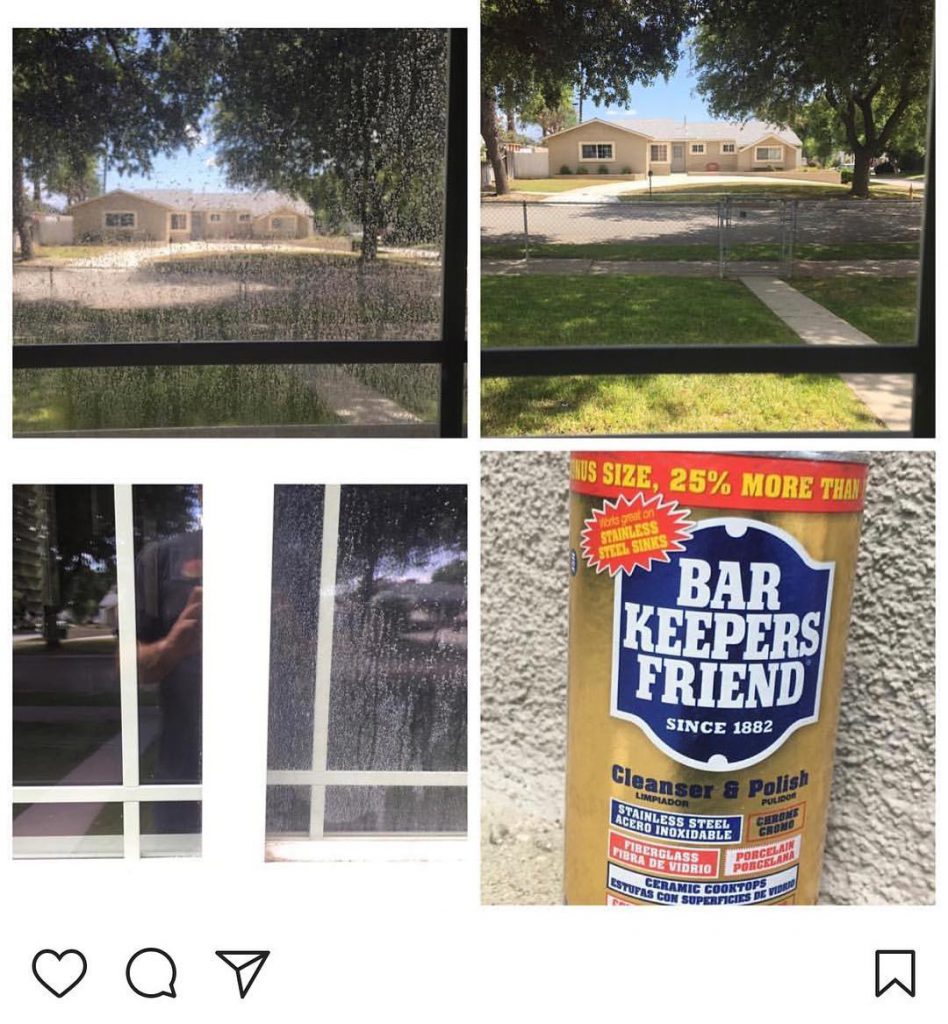 NUS SIZE, 25% MORE THAN
Works great on
STAINLESS
STEEL SINKS
BAR
KEEPERS
FRIEND
SINCE 1882
Cleanser & Polish
LIMPIADOR PULIDOR
STAINLESS STEEL
ACERO INOXIDABLE
CHROME
CROMO
FIBERGLASS
FIBRA DE VIDRIO
PORCELAIN
PORCELANA
CERAMIC COOKTOPS
ESTUFAS CON SUPERFICIES DE VIDRIO